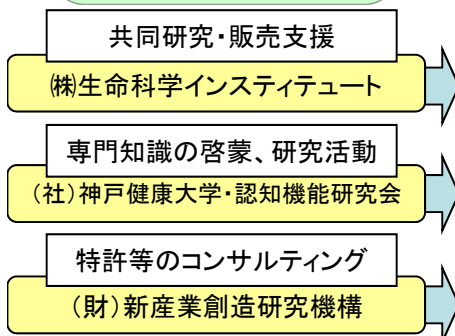 共同研究・販売支援
㈱生命科学インスティテュート
専門知識の啓蒙、研究活動
（社）神戸健康大学・認知機能研究会
特許等のコンサルティング
（財）新産業創造研究機構